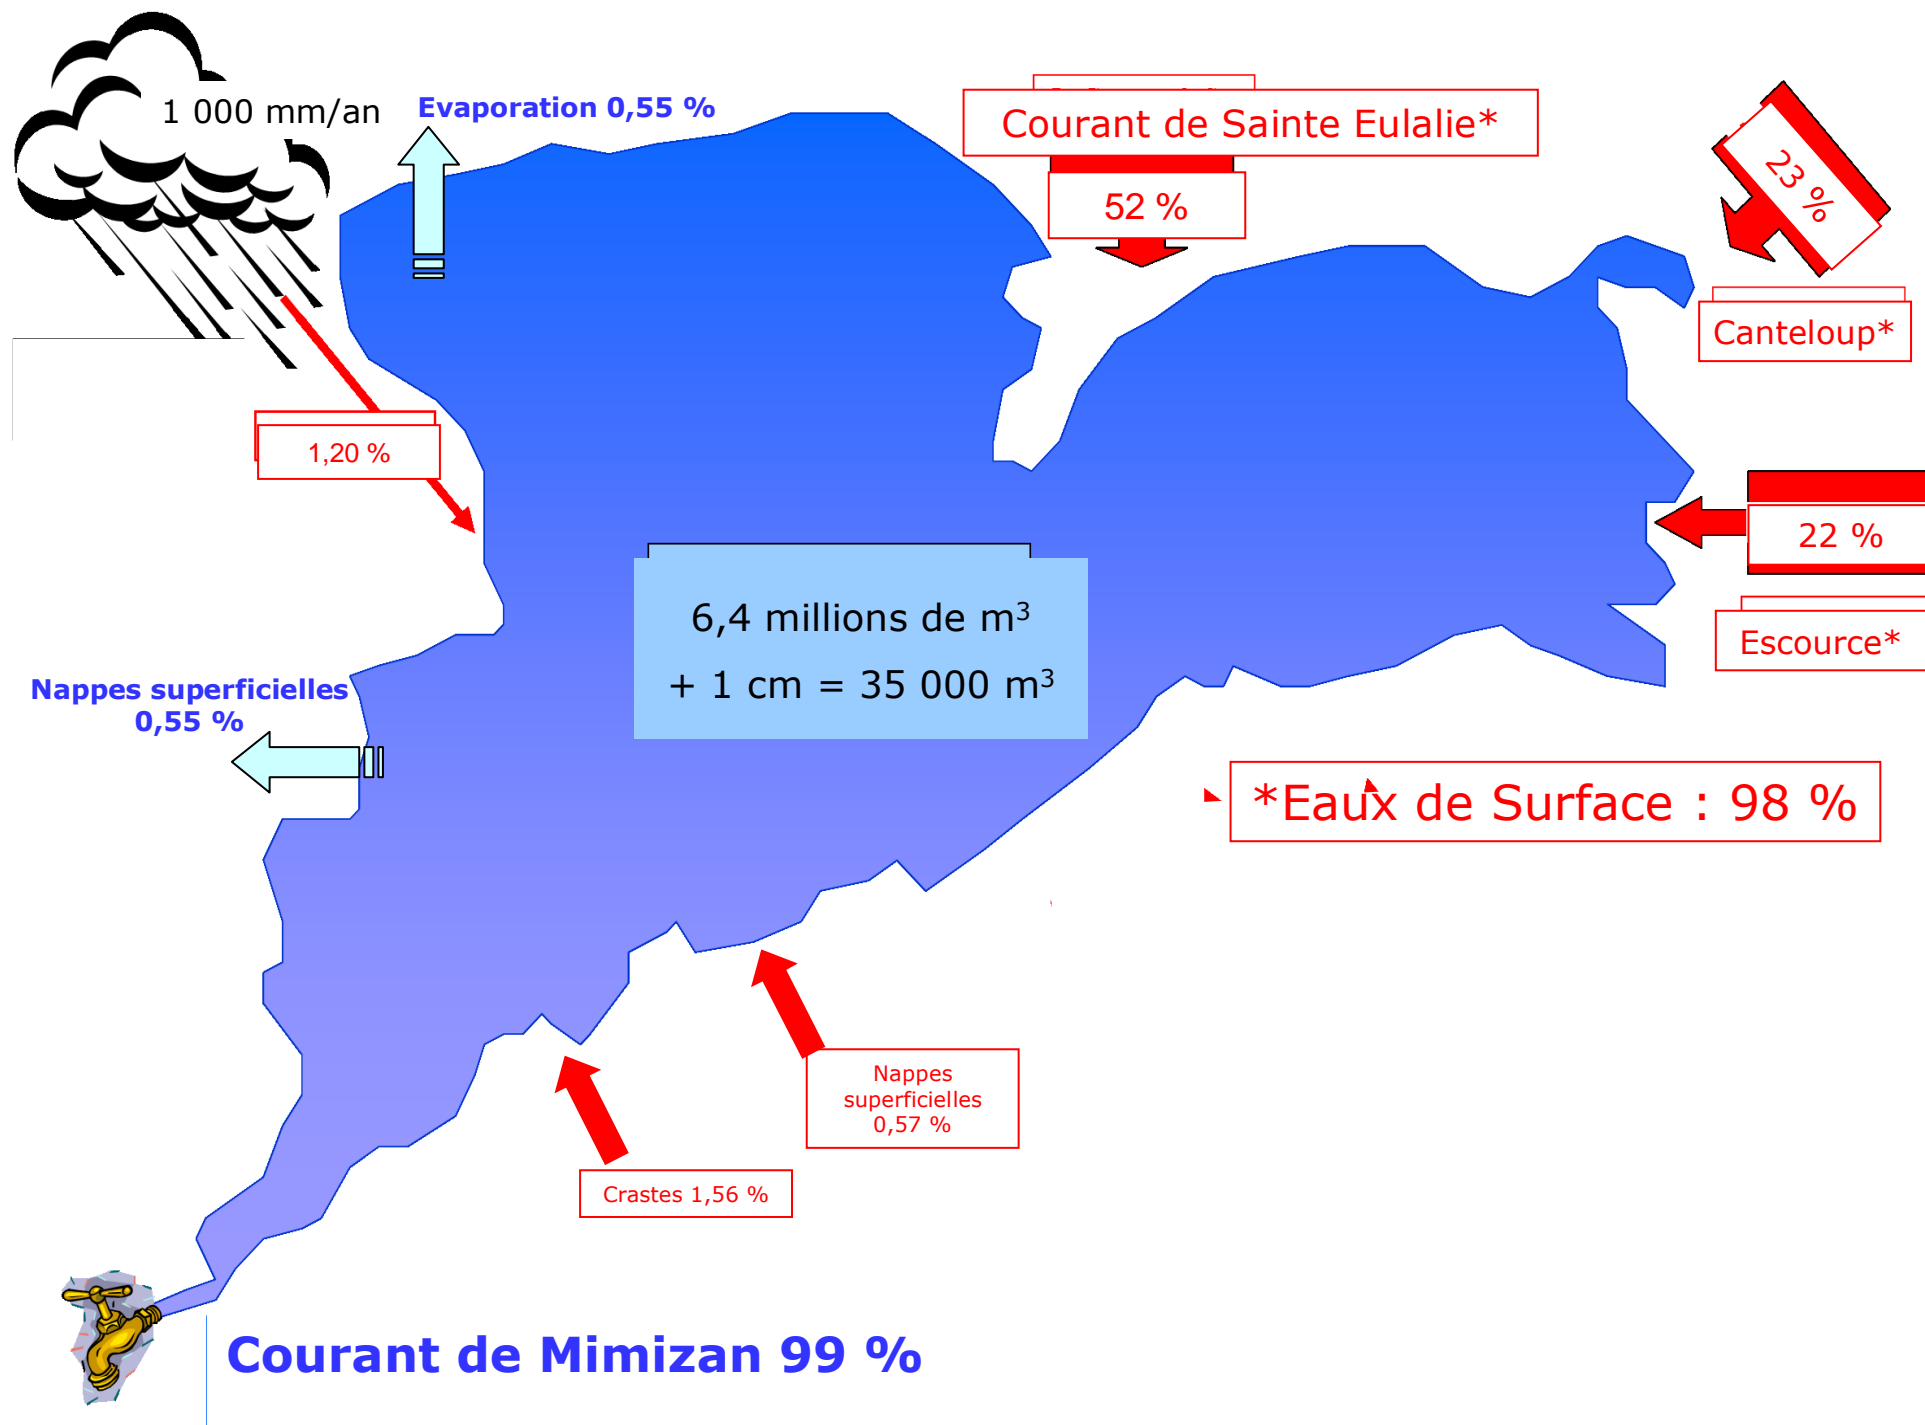 1 000 mm/an
Evaporation 0,55 %
Courant de Sainte Eulalie*
52 %
23 %
Canteloup*
1,20 %
22 %
Escource*
6,4 millions de m³
+ 1 cm = 35 000 m³
Nappes superficielles
0,55 %
*Eaux de Surface : 98 %
Nappes
superficielles
0,57 %
Crastes 1,56 %
Courant de Mimizan 99 %